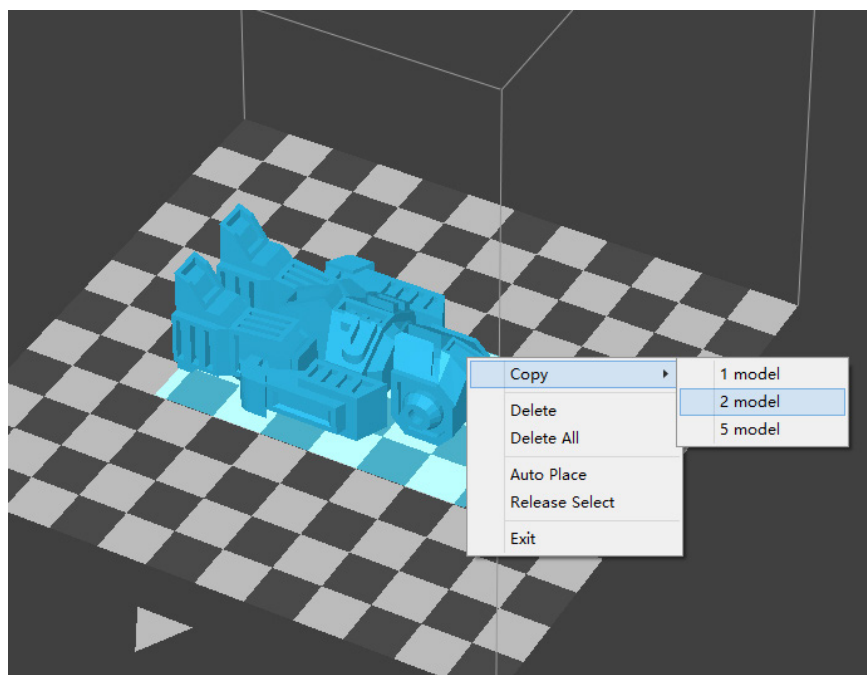 Copy
1 model
2 model
5 model
Delete
Delete All
Auto Place
Release Select
Exit